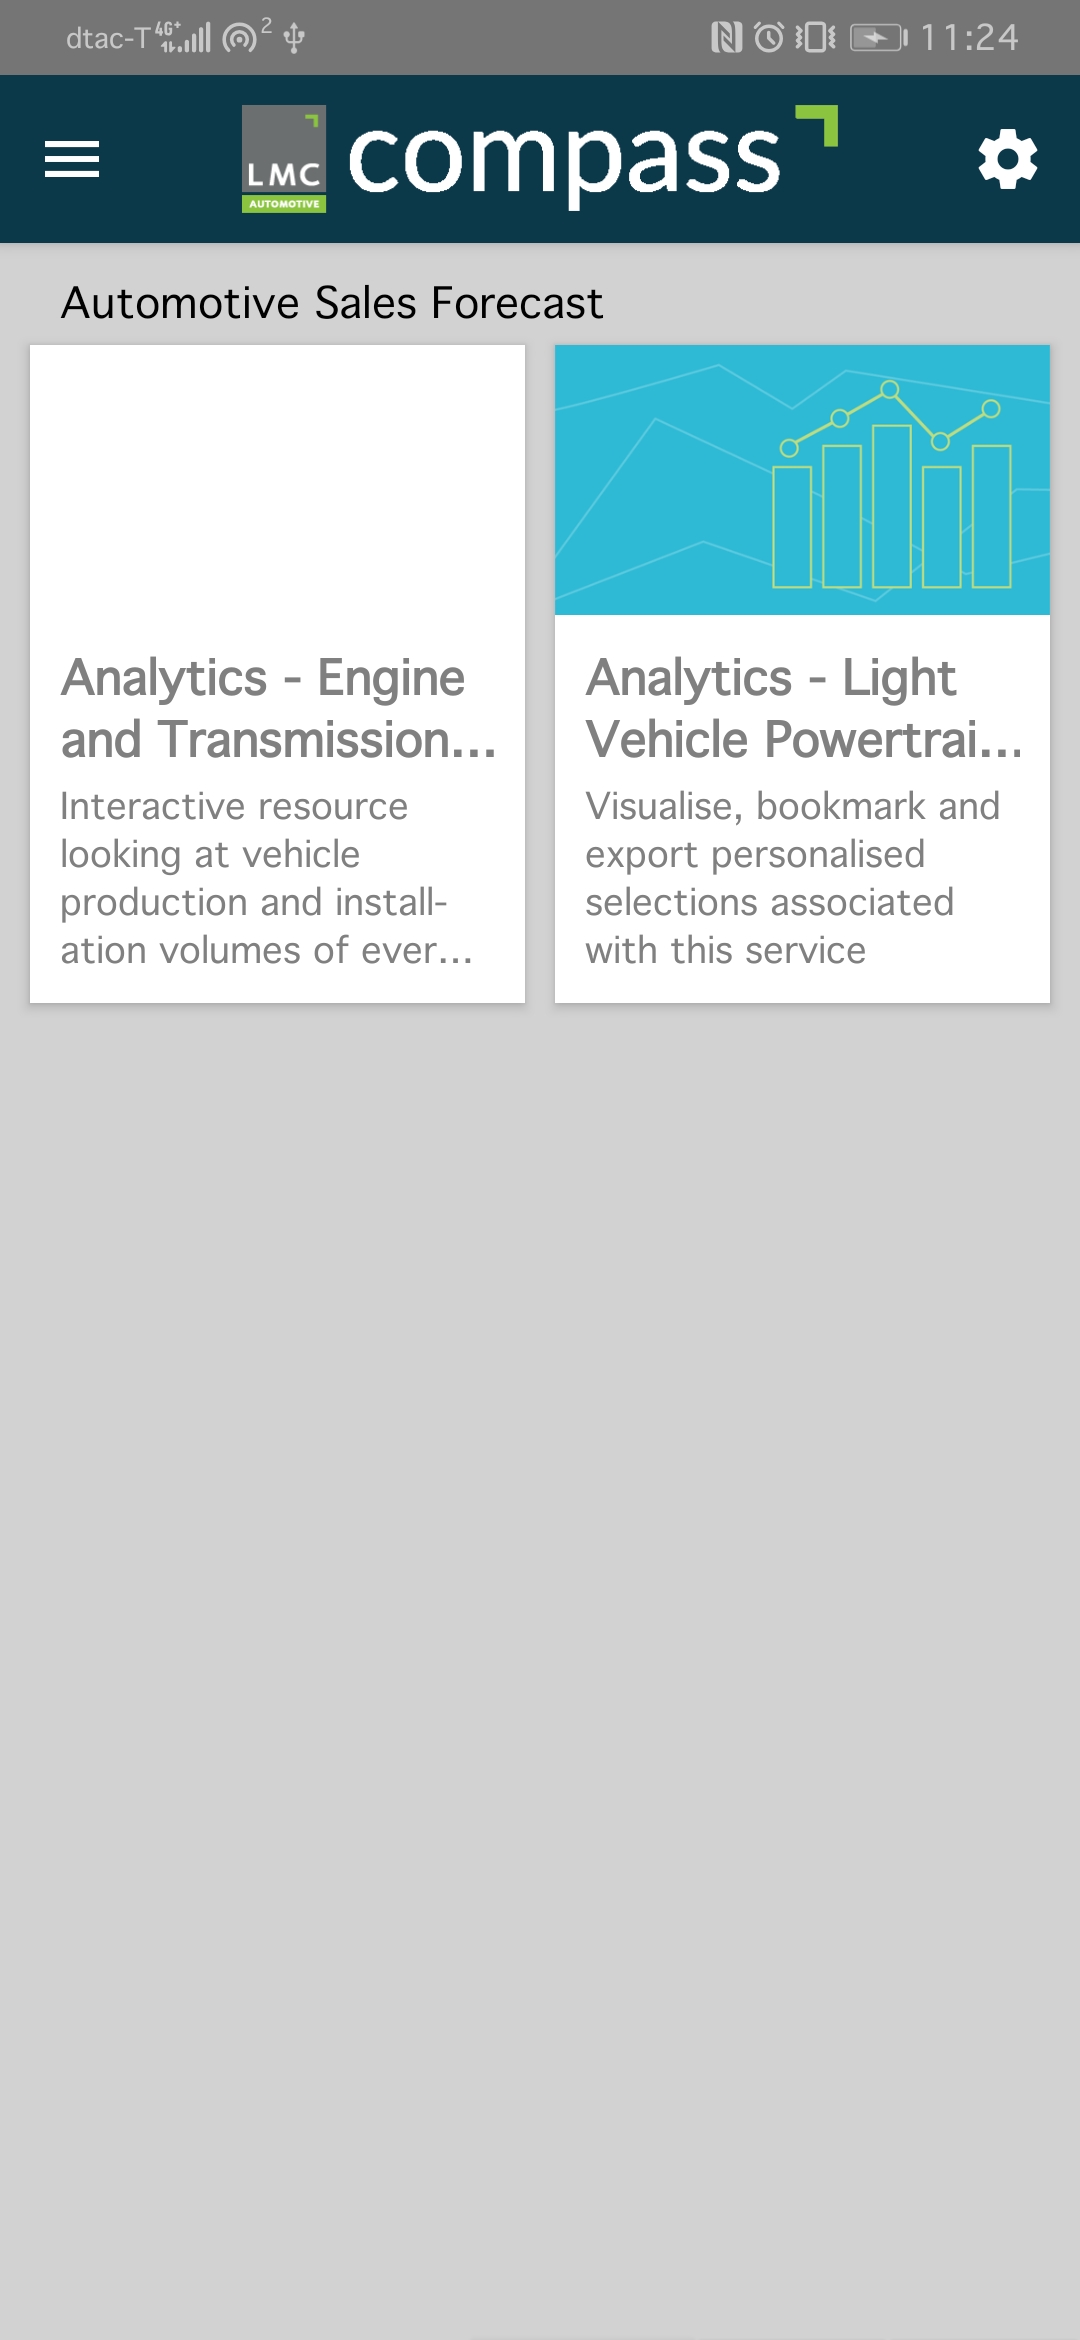 dtac-T 4G+ 2 11:24
LMC
AUTOMOTIVE
compass
Automotive Sales Forecast
Analytics - Engine
and Transmission...
Interactive resource
looking at vehicle
production and install-
ation volumes of ever...
Analytics - Light
Vehicle Powertrai...
Visualise, bookmark and
export personalised
selections associated
with this service